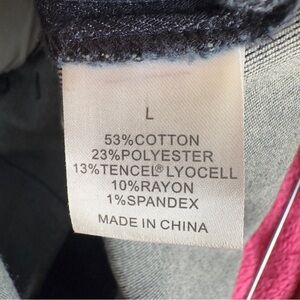 L
53%COTTON
23%POLYESTER
13%TENCEL® LYOCELL
10%RAYON
1%SPANDEX
MADE IN CHINA